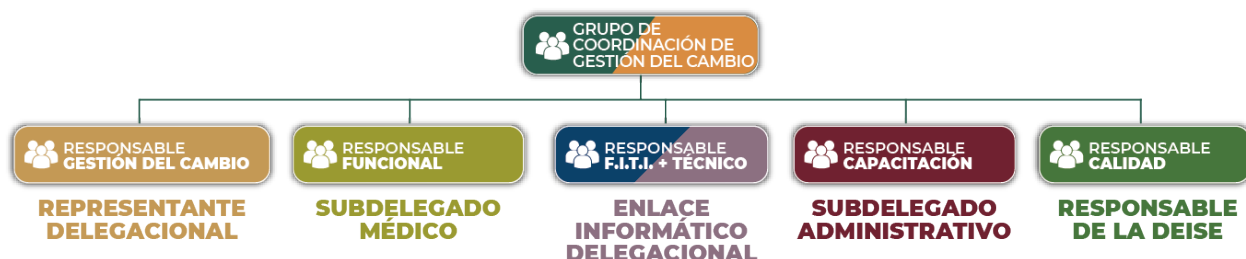 GRUPO DE
COORDINACIÓN DE
GESTIÓN DEL CAMBIO
RESPONSABLE
GESTIÓN DEL CAMBIO
RESPONSABLE
FUNCIONAL
RESPONSABLE
F.I.T.I. + TÉCNICO
RESPONSABLE
CAPACITACIÓN
RESPONSABLE
CALIDAD
REPRESENTANTE
DELEGACIONAL
SUBDELEGADO
MÉDICO
ENLACE
INFORMÁTICO
DELEGACIONAL
SUBDELEGADO
ADMINISTRATIVO
RESPONSABLE
DE LA DEISE